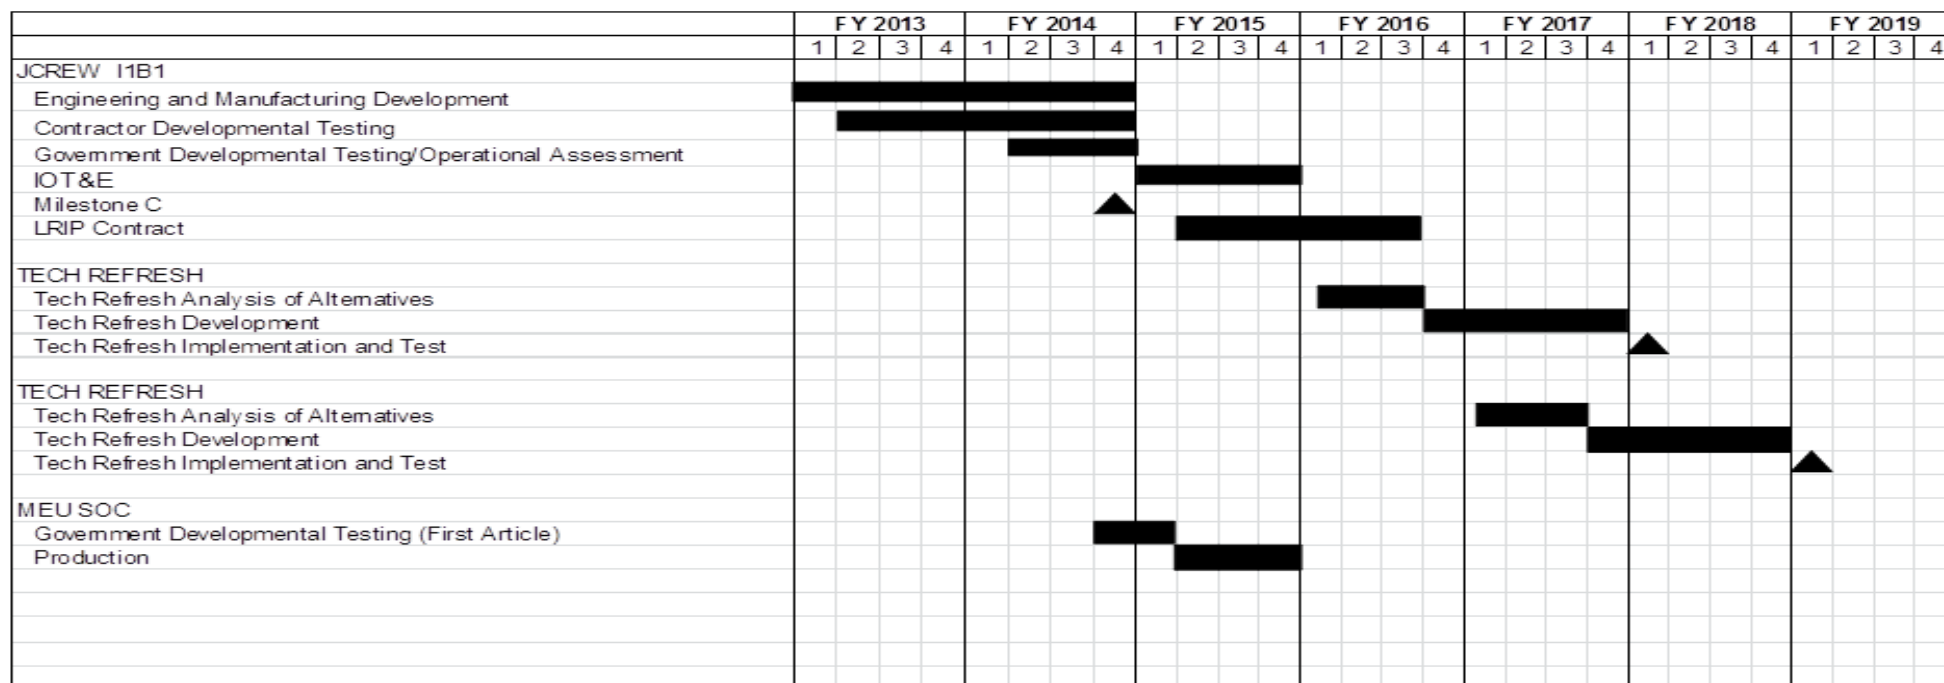 FY 2013 FY 2014 FY 2015 FY 2016 FY 2017 FY 2018 FY 2019
1 2 3 4 1 2 3 4 1 2 3 4 1 2 3 4 1 2 3 4 1 2 3 4 1 2 3 4
JCREW I1B1
Engineering and Manufacturing Development
Contractor Developmental Testing
Government Developmental Testing/Operational Assessment
IOT&E
Milestone C
LRIP Contract
TECH REFRESH
Tech Refresh Analysis of Alternatives
Tech Refresh Development
Tech Refresh Implementation and Test
TECH REFRESH
Tech Refresh Analysis of Alternatives
Tech Refresh Development
Tech Refresh Implementation and Test
MEU SOC
Government Developmental Testing (First Article)
Production